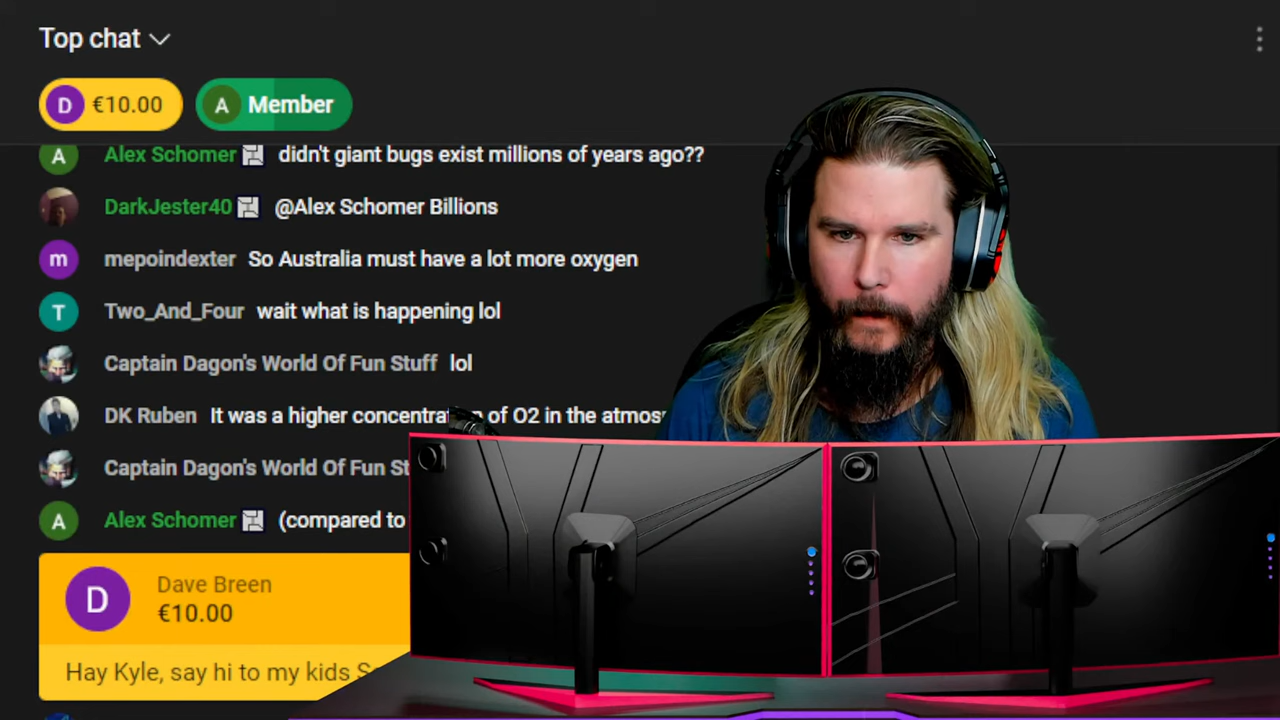 Top chat
D €10.00 A Member
A Alex Schomer didn't giant bugs exist millions of years ago??
DarkJester40 @Alex Schomer Billions
m mepoindexter So Australia must have a lot more oxygen
T Two_And_Four wait what is happening lol
Captain Dagon's World Of Fun Stuff lol
DK Ruben It was a higher concentra of O2 in the atmos
Captain Dagon's World Of Fun St
A Alex Schomer (compared to
D Dave Breen
€10.00
Hay Kyle, say hi to my kids